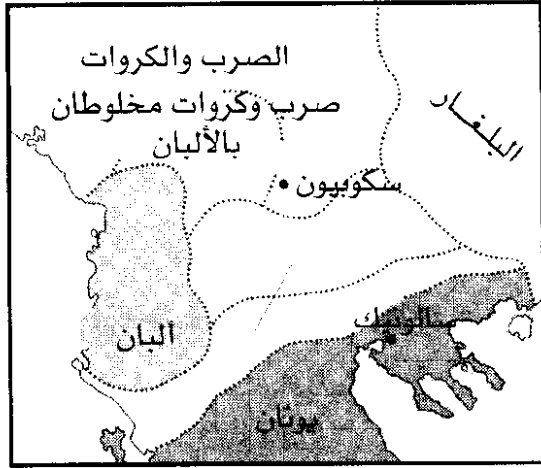 الصرب والكروات
صرب وكروات مخلوطان
بالألبان
البلغار
سكوبيون
سالونيك
ألبان
يونان